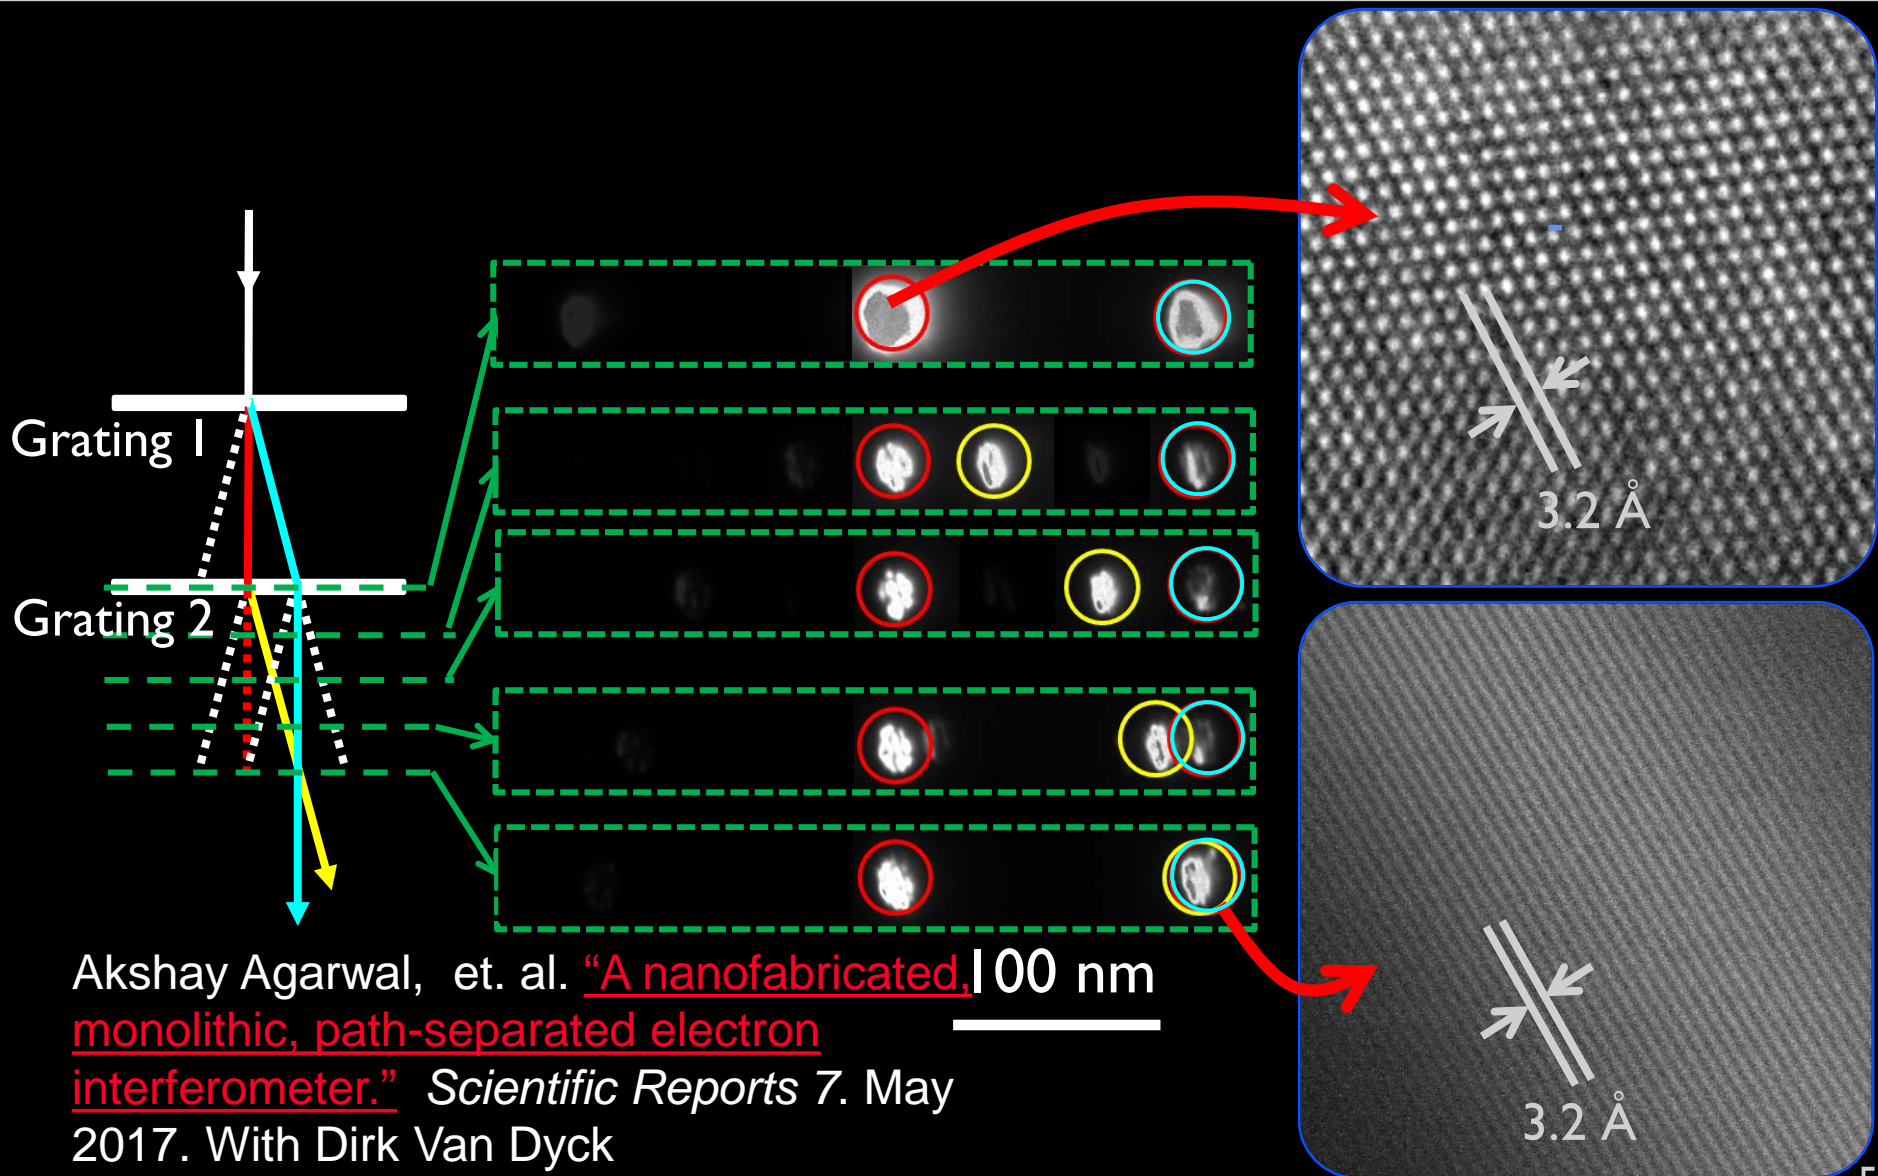 Grating 1
Grating 2
3.2 Å
3.2 Å
100 nm
Akshay Agarwal, et. al. “A nanofabricated,
monolithic, path-separated electron
interferometer.” Scientific Reports 7. May
2017. With Dirk Van Dyck